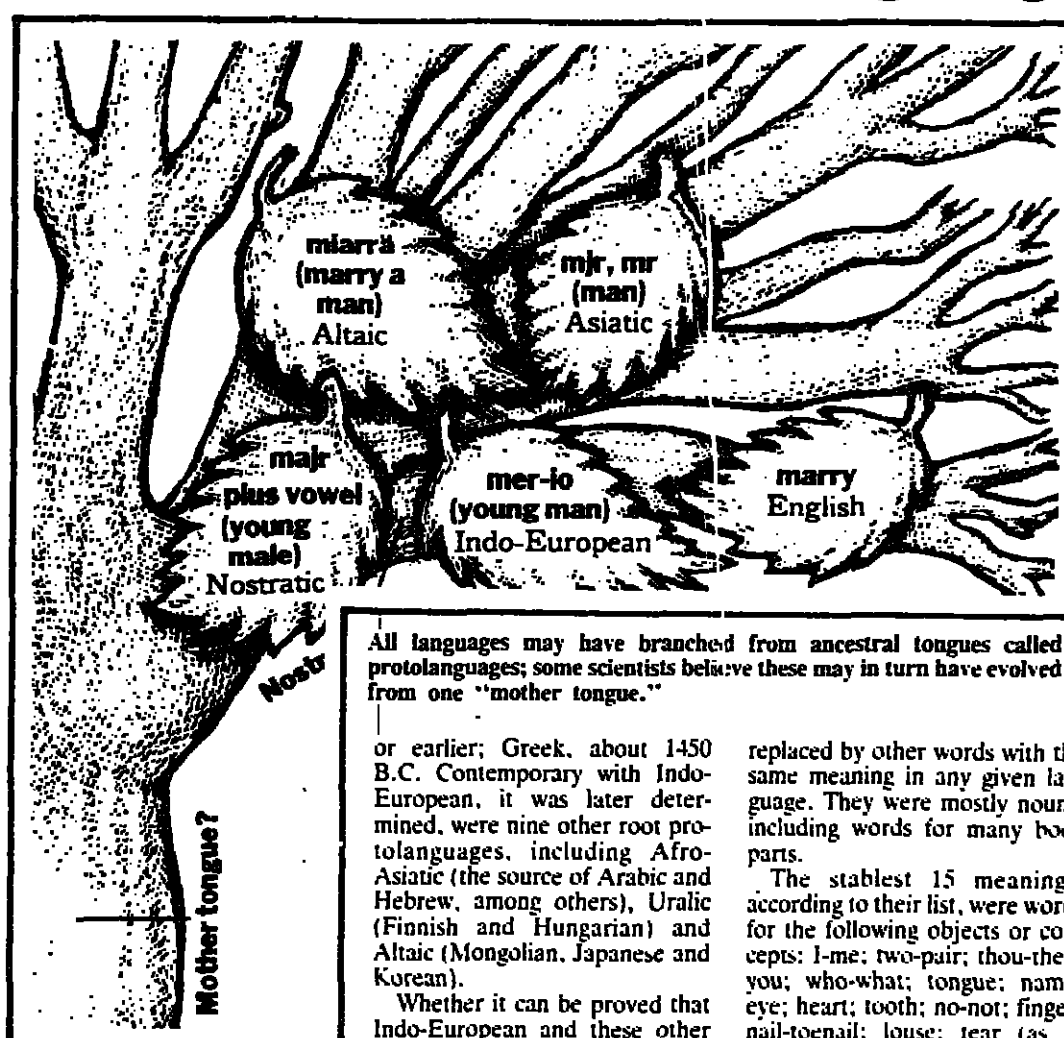 miarrä
(marry a
man)
Altaic
mjr, mr
(man)
Asiatic
majr
plus vowel
(young
male)
Nostratic
mer-io
(young man)
Indo-European
marry
English
Nostr
Mother tongue?
All languages may have branched from ancestral tongues called
protolanguages; some scientists believe these may in turn have evolved
from one "mother tongue."
or earlier; Greek, about 1450
B.C. Contemporary with Indo-
European, it was later deter-
mined, were nine other root pro-
tolanguages, including Afro-
Asiatic (the source of Arabic and
Hebrew, among others), Uralic
(Finnish and Hungarian) and
Altaic (Mongolian, Japanese and
Korean).
Whether it can be proved that
Indo-European and these other
replaced by other words with th
same meaning in any given la
guage. They were mostly noun
including words for many bod
parts.
The stablest 15 meaning
according to their list, were word
for the following objects or co
cepts: I-me; two-pair; thou-the
you; who-what; tongue; nam
eye; heart; tooth; no-not; finge
nail-toenail; louse; tear (as